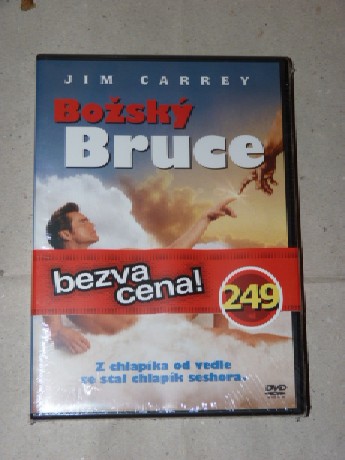 JIM CARREY
Božský
Bruce
bezva
cena!
249
Z chlapíka od vedle
se stal chlapík seshora.
DVD